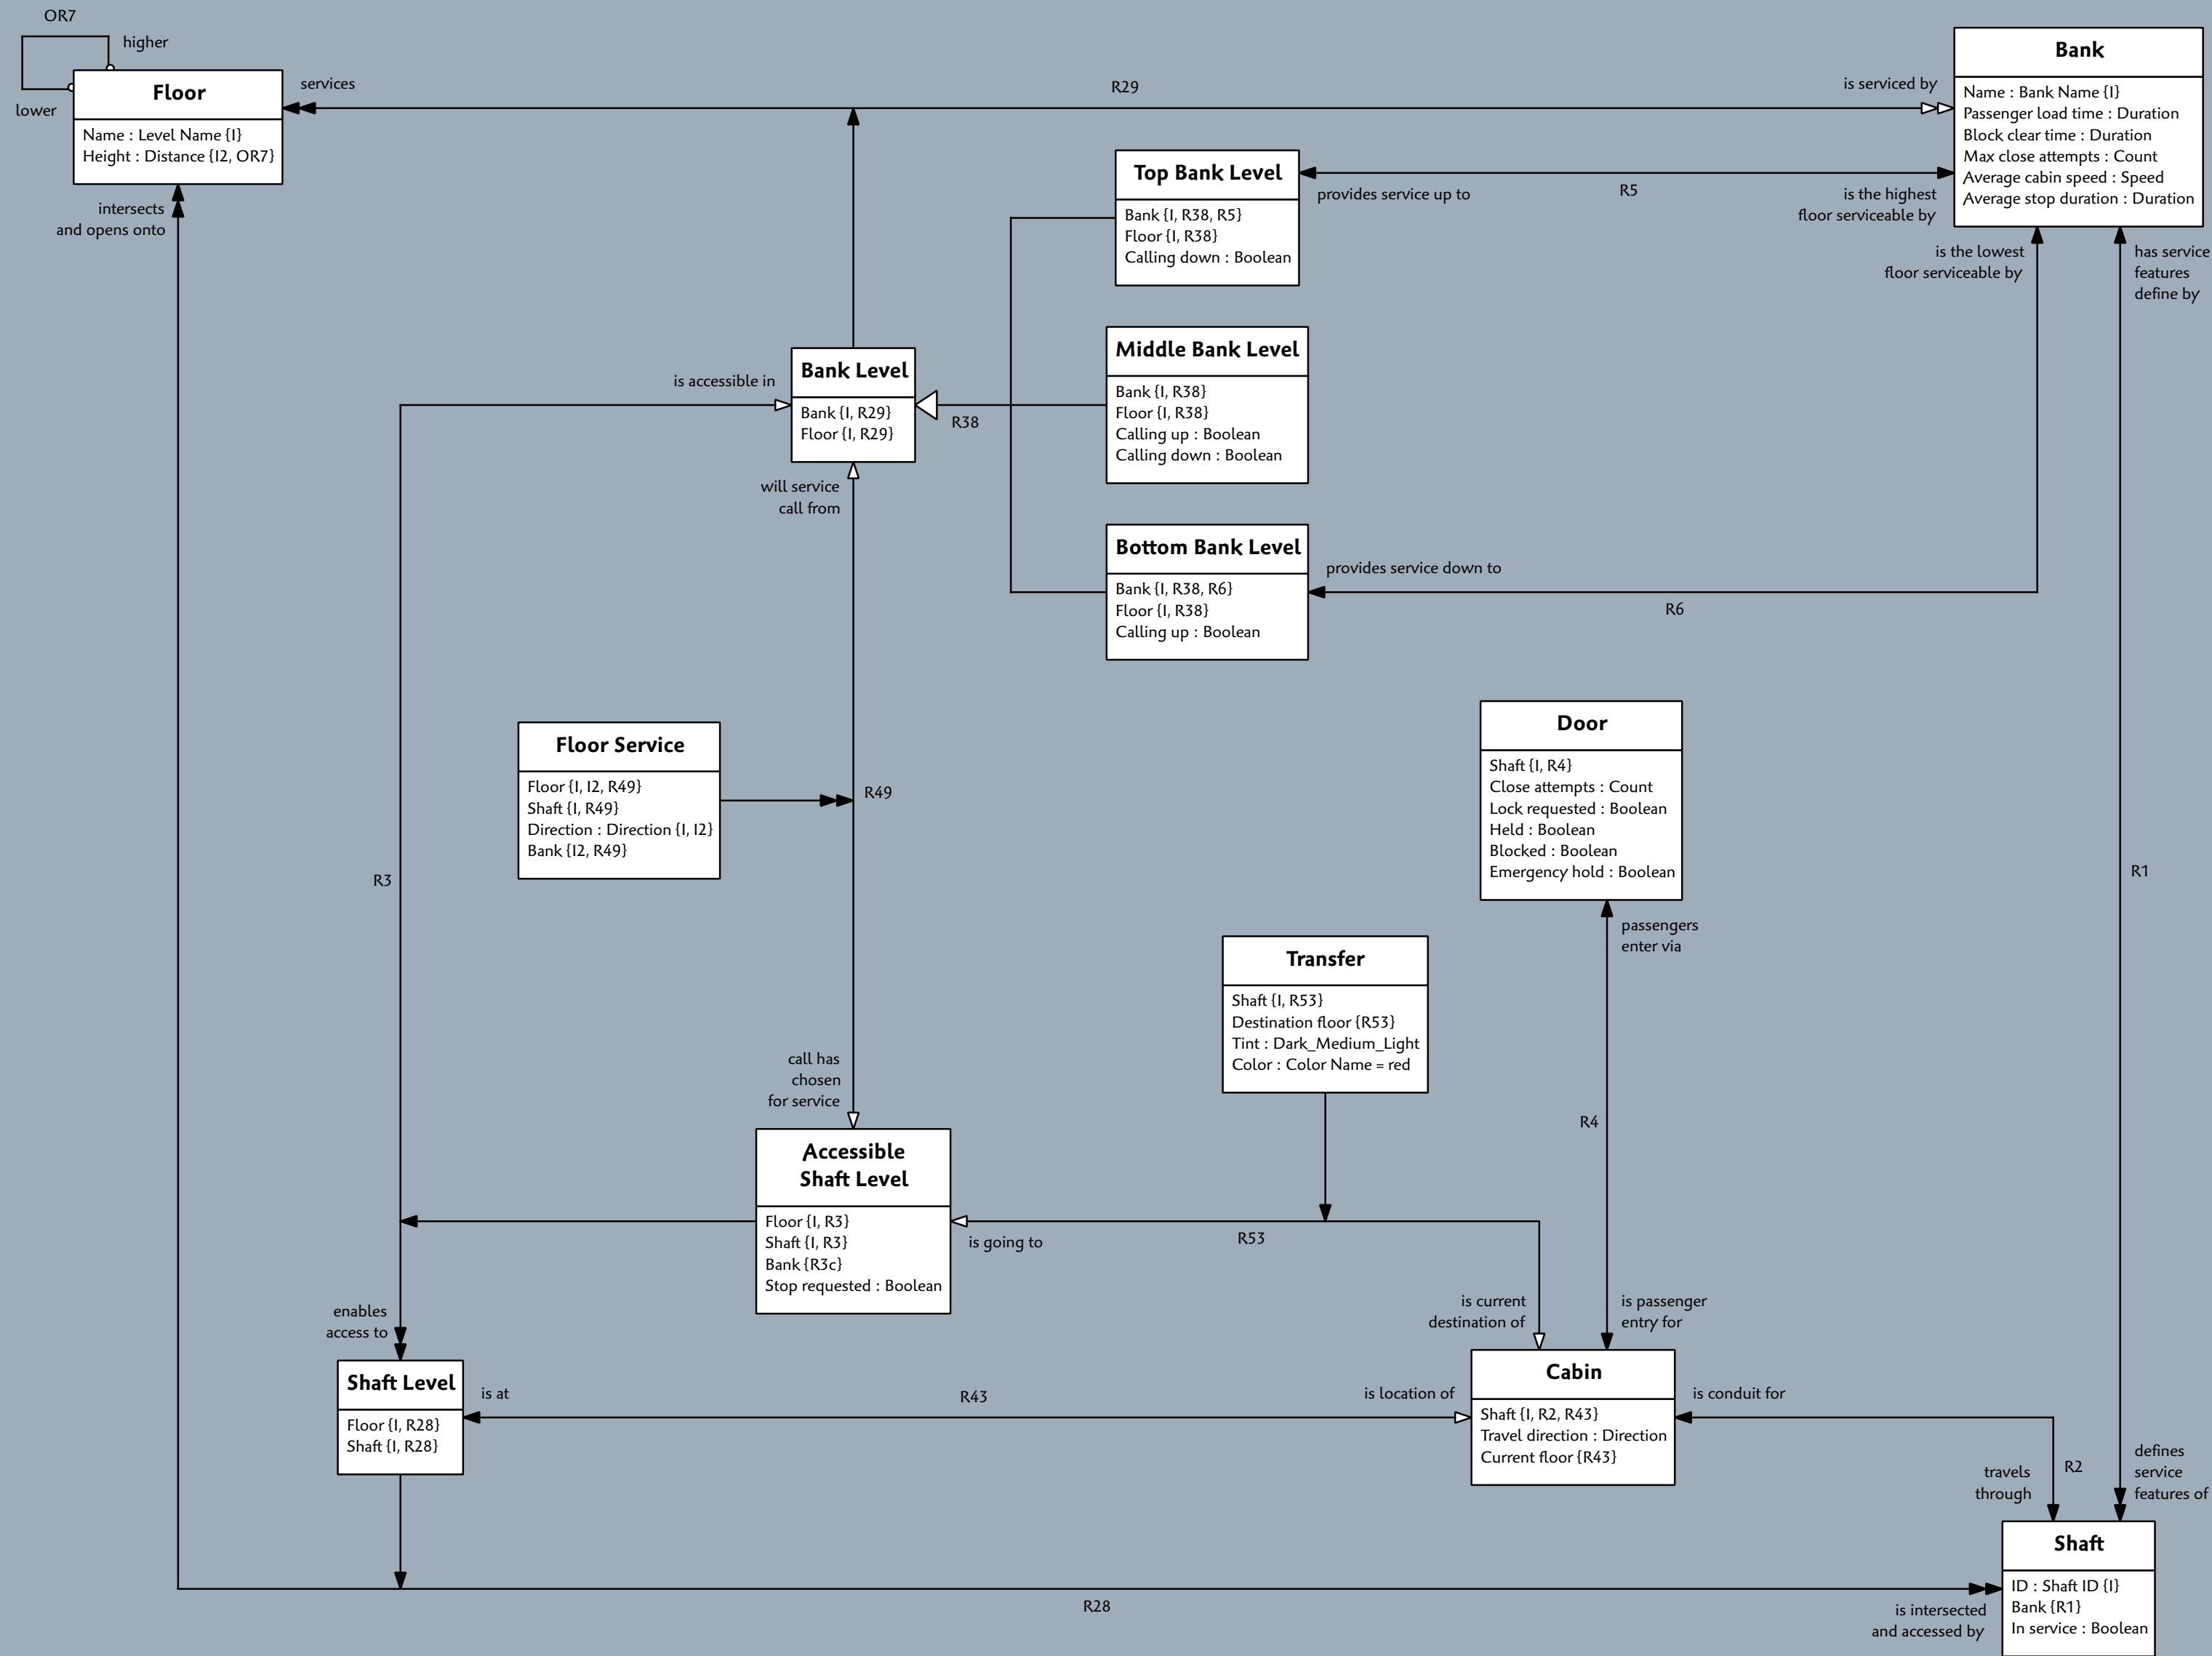 OR7
higher
lower
Floor
Name : Level Name {I}
Height : Distance {I2, OR7}
services
R29
is serviced by
Bank
Name : Bank Name {I}
Passenger load time : Duration
Block clear time : Duration
Max close attempts : Count
Average cabin speed : Speed
Average stop duration : Duration
intersects
and opens onto
Top Bank Level
Bank {I, R38, R5}
Floor {I, R38}
Calling down : Boolean
provides service up to
R5
is the highest
floor serviceable by
is the lowest
floor serviceable by
has service
features
define by
Middle Bank Level
Bank {I, R38}
Floor {I, R38}
Calling up : Boolean
Calling down : Boolean
is accessible in
Bank Level
Bank {I, R29}
Floor {I, R29}
R38
will service
call from
Bottom Bank Level
Bank {I, R38, R6}
Floor {I, R38}
Calling up : Boolean
provides service down to
R6
Floor Service
Floor {I, I2, R49}
Shaft {I, R49}
Direction : Direction {I, I2}
Bank {I2, R49}
R49
Door
Shaft {I, R4}
Close attempts : Count
Lock requested : Boolean
Held : Boolean
Blocked : Boolean
Emergency hold : Boolean
R3
R1
passengers
enter via
Transfer
Shaft {I, R53}
Destination floor {R53}
Tint : Dark_Medium_Light
Color : Color Name = red
call has
chosen
for service
R4
Accessible
Shaft Level
Floor {I, R3}
Shaft {I, R3}
Bank {R3c}
Stop requested : Boolean
is going to
R53
is current
destination of
is passenger
entry for
enables
access to
Shaft Level
Floor {I, R28}
Shaft {I, R28}
is at
R43
is location of
Cabin
Shaft {I, R2, R43}
Travel direction : Direction
Current floor {R43}
is conduit for
travels
through
R2
defines
service
features of
Shaft
ID : Shaft ID {I}
Bank {R1}
In service : Boolean
R28
is intersected
and accessed by